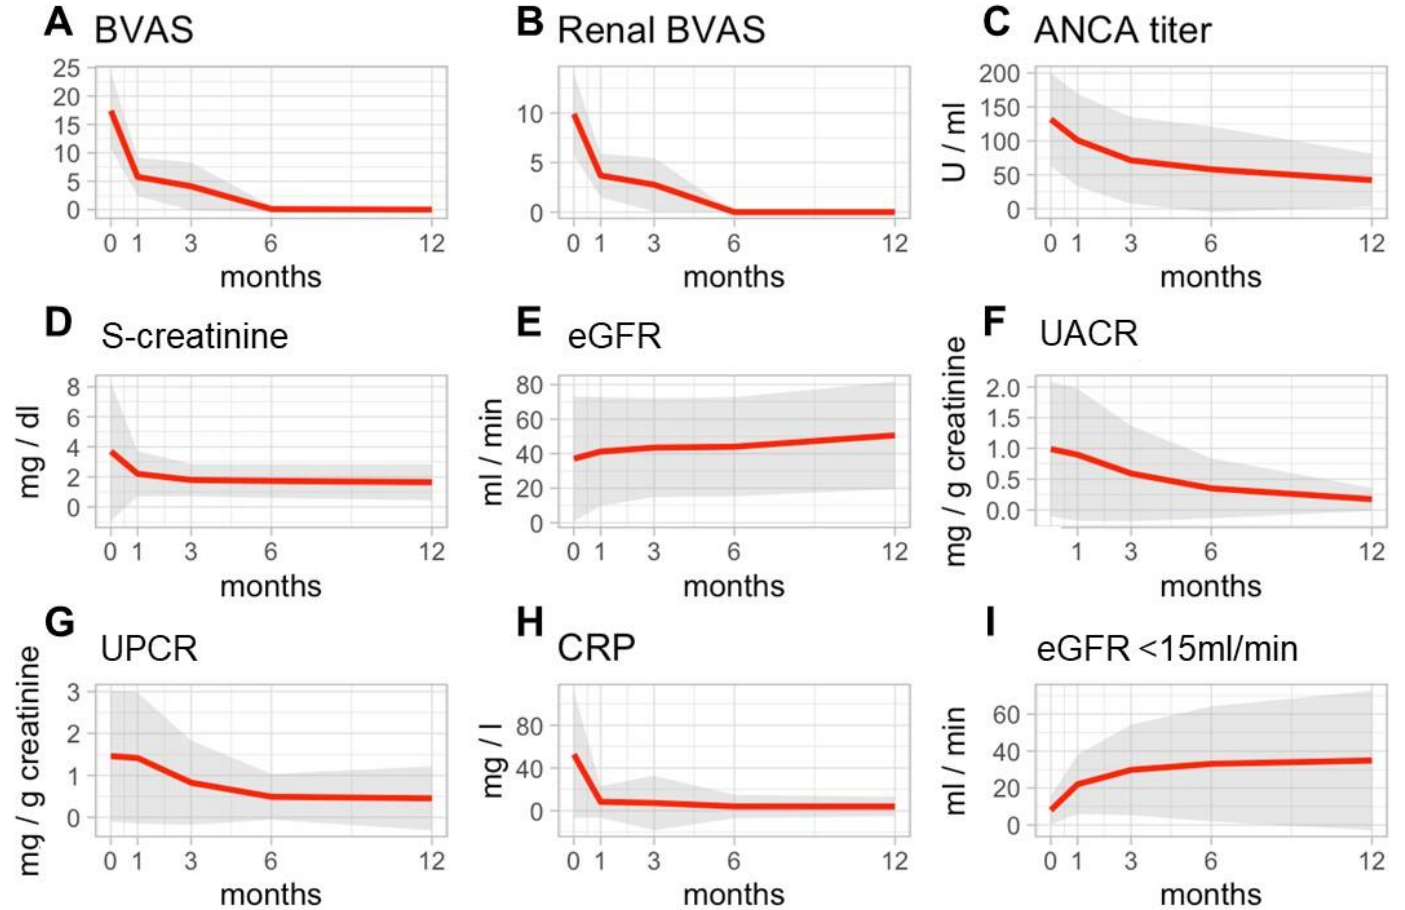 A BVAS
25
20
15
10
5
0
0 1 3 6 12
months
B Renal BVAS
10
5
0
0 1 3 6 12
months
C ANCA titer
U / ml
200
150
100
50
0
0 1 3 6 12
months
D S-creatinine
mg / dl
8
6
4
2
0
0 1 3 6 12
months
E eGFR
ml / min
80
60
40
20
0
0 1 3 6 12
months
F UACR
mg / g creatinine
2.0
1.5
1.0
0.5
0.0
1 3 6 12
months
G UPCR
mg / g creatinine
3
2
1
0
0 1 3 6 12
months
H CRP
mg / l
80
40
0
0 1 3 6 12
months
I eGFR <15ml/min
ml / min
60
40
20
0
0 1 3 6 12
months